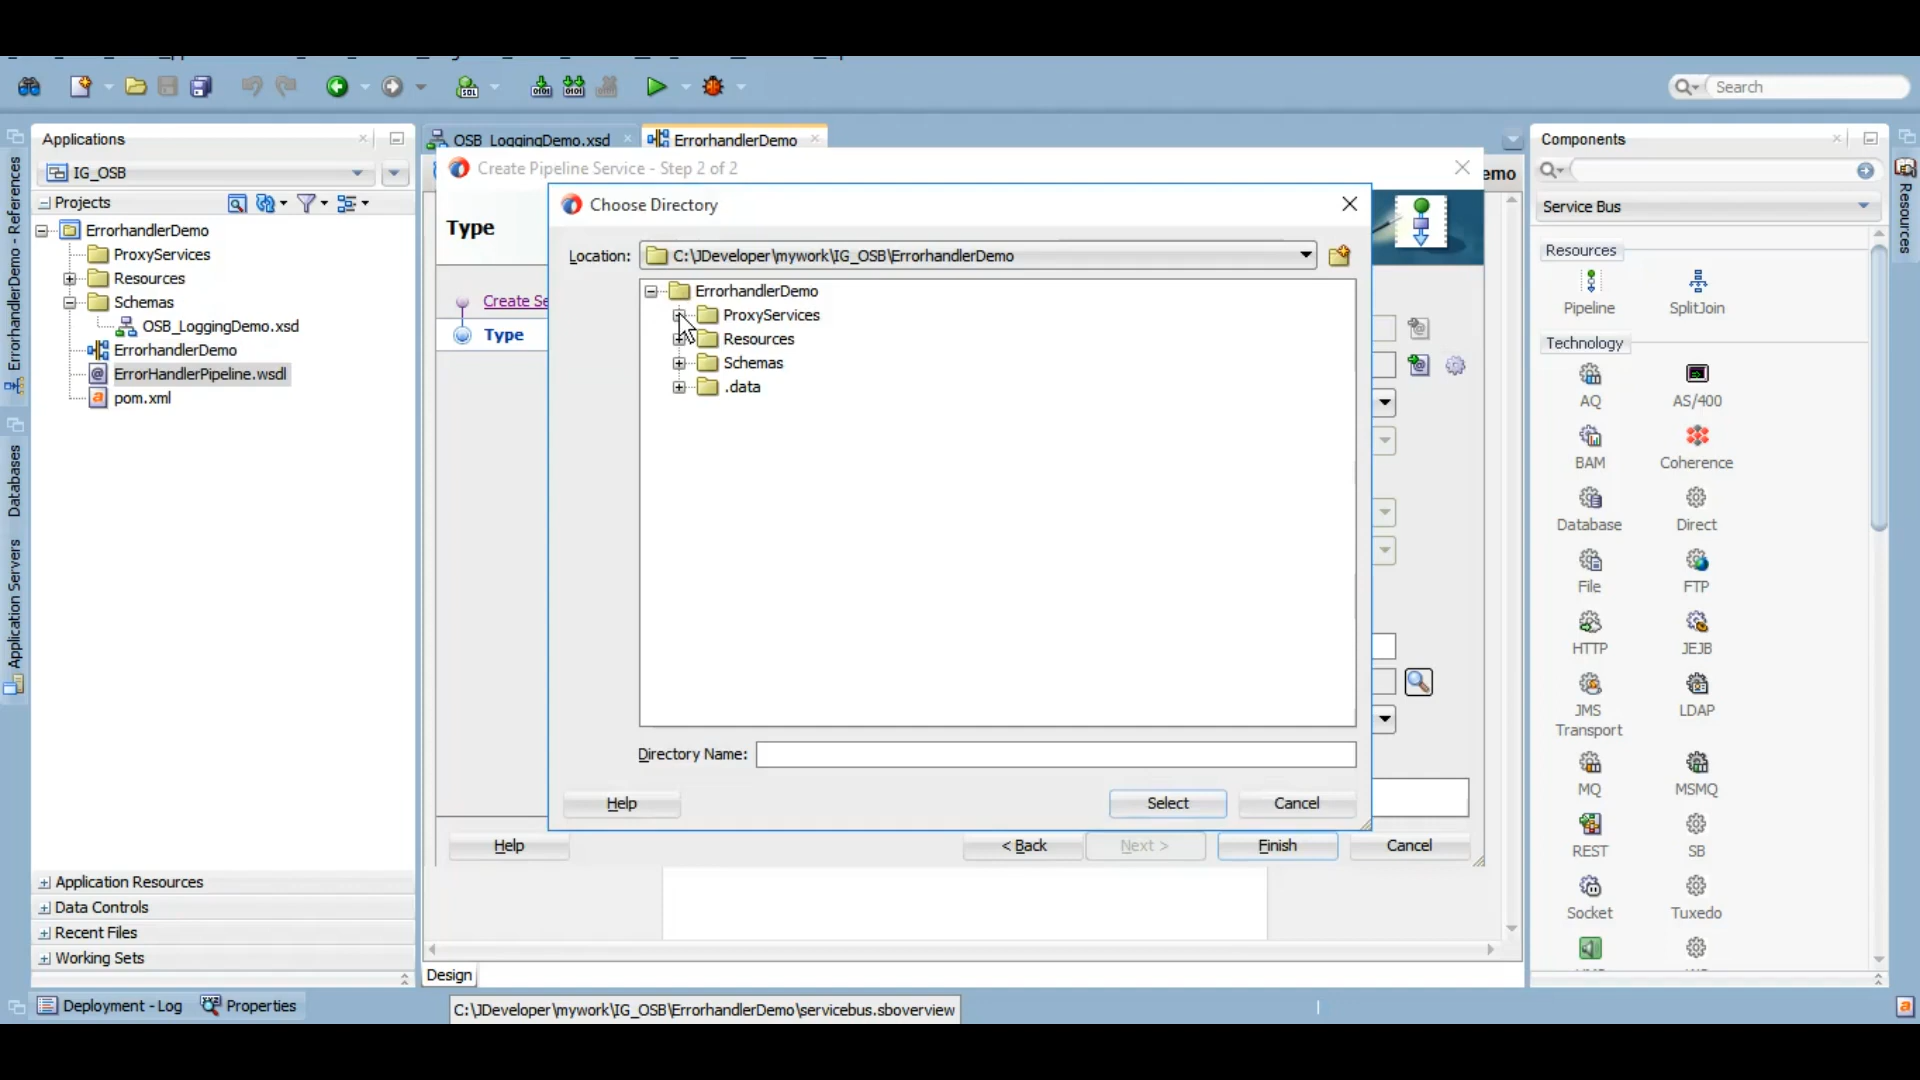 Search
Applications
IG_OSB
Projects
ErrorhandlerDemo
ProxyServices
Resources
Schemas
OSB_LoggingDemo.xsd
ErrorhandlerDemo
ErrorHandlerPipeline.wsdl
pom.xml
Application Resources
Data Controls
Recent Files
Working Sets
ErrorhandlerDemo - References
Databases
Application Servers
OSB_LoggingDemo.xsd
ErrorhandlerDemo
Create Pipeline Service - Step 2 of 2
emo
Type
Create Se
Type
Choose Directory
Location:
C:\JDeveloper\mywork\IG_OSB\ErrorhandlerDemo
ErrorhandlerDemo
ProxyServices
Resources
Schemas
.data
Directory Name:
Help
Select
Cancel
Help
< Back
Next >
Finish
Cancel
Design
Components
Service Bus
Resources
Pipeline
SplitJoin
Technology
AQ
AS/400
BAM
Coherence
Database
Direct
File
FTP
HTTP
JEJB
JMS
Transport
LDAP
MQ
MSMQ
REST
SB
Socket
Tuxedo
Resources
Deployment - Log
Properties
C:\JDeveloper\mywork\IG_OSB\ErrorhandlerDemo\servicebus.sboverview